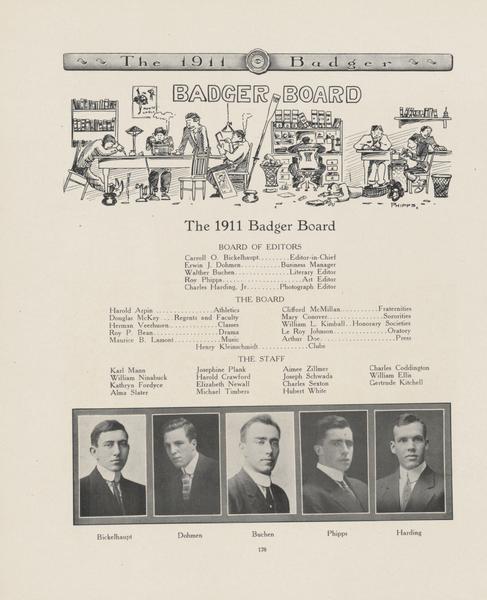 The 1911 Badger
BADGER BOARD
PHIPPS.
The 1911 Badger Board
BOARD OF EDITORS
Carroll O. Bickelhaupt.........Editor-in-Chief
Erwin J. Dohmen...........Business Manager
Walther Buchen..............Literary Editor
Roy Phipps.......................Art Editor
Charles Harding, Jr........Photograph Editor
THE BOARD
Harold Arpin ................Athletics
Douglas McKey ...Regents and Faculty
Herman Veerhusen.............Classes
Roy P. Bean...................Drama
Maurice B. Lamont..............Music
Clifford McMillan...........Fraternities
Mary Conover.................Sororities
William L. Kimball..Honorary Societies
Le Roy Johnson................Oratory
Arthur Doe.......................Press
Henry Kleinschmidt............Clubs
THE STAFF
Karl Mann
William Ninabuck
Kathryn Fordyce
Alma Slater
Josephine Plank
Harold Crawford
Elizabeth Newall
Michael Timbers
Aimee Zillmer
Joseph Schwada
Charles Sexton
Hubert White
Charles Coddington
William Ellis
Gertrude Kitchell
Bickelhaupt
Dohmen
Buchen
Phipps
Harding